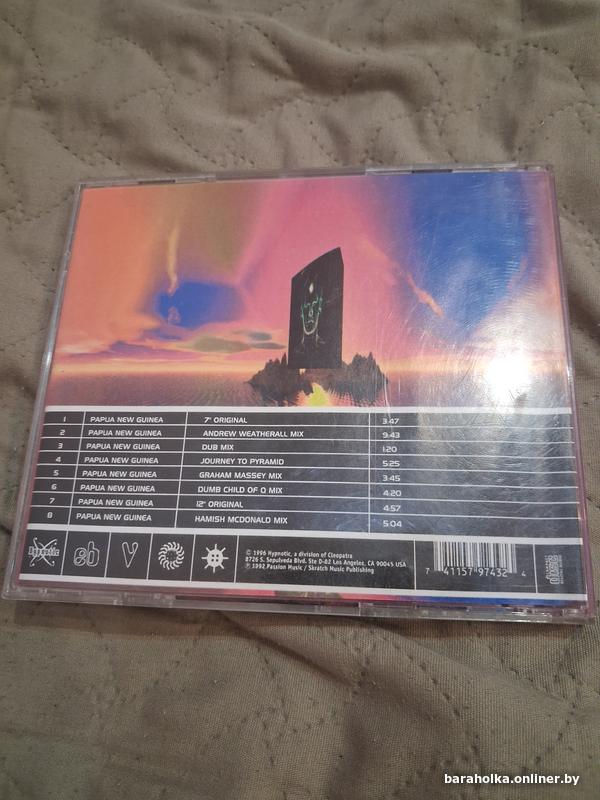 1 PAPUA NEW GUINEA 7" ORIGINAL 3:47
2 PAPUA NEW GUINEA ANDREW WEATHERALL MIX 9:43
3 PAPUA NEW GUINEA DUB MIX 1:20
4 PAPUA NEW GUINEA JOURNEY TO PYRAMID 5:25
5 PAPUA NEW GUINEA GRAHAM MASSEY MIX 3:45
6 PAPUA NEW GUINEA DUMB CHILD OF Q MIX 4:20
7 PAPUA NEW GUINEA 12" ORIGINAL 4:57
8 PAPUA NEW GUINEA HAMISH MCDONALD MIX 5:04
Hypnotic
© 1996 Hypnotic, a division of Cleopatra
8726 S. Sepulveda Blvd. Ste D-82 Los Angeles, CA 90045 USA
℗ 1992 Passion Music / Skratch Music Publishing
7 41157 97432 4
baraholka.onliner.by